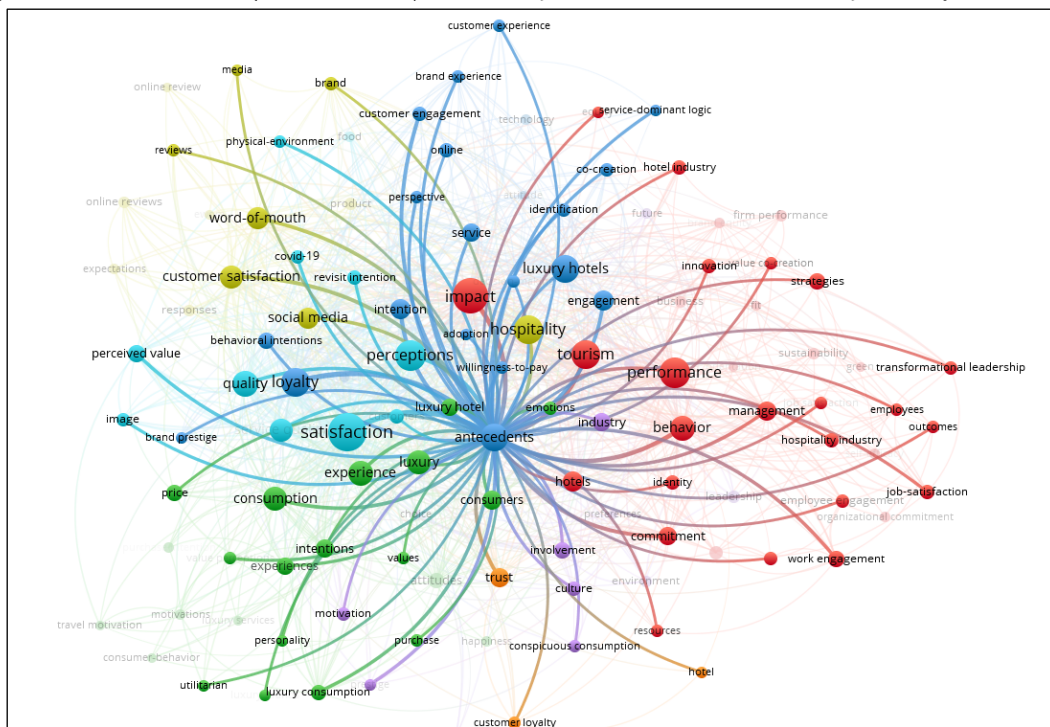 customer experience
media
brand experience
brand
online review
customer engagement
service-dominant logic
technology
food
physical-environment
online
reviews
co-creation
hotel industry
attitude
perspective
online reviews
product
identification
future
firm performance
word-of-mouth
service
covid-19
expectations
customer satisfaction
revisit intention
luxury hotels
innovation
value co-creation
strategies
impact
engagement
business
fit
responses
social media
intention
hospitality
adoption
behavioral intentions
perceived value
perceptions
tourism
sustainability
green
willingness-to-pay
performance
transformational leadership
quality
loyalty
luxury hotel
emotions
management
employees
image
brand prestige
satisfaction
antecedents
industry
behavior
hospitality industry
outcomes
experience
luxury
hotels
identity
price
consumption
consumers
leadership
employee engagement
job-satisfaction
choice
preferences
organizational commitment
commitment
intentions
involvement
work engagement
experiences
values
attitudes
trust
culture
environment
motivations
motivation
luxury services
travel motivation
personality
purchase
happiness
conspicuous consumption
resources
consumer-behavior
hotel
utilitarian
luxury consumption
customer loyalty